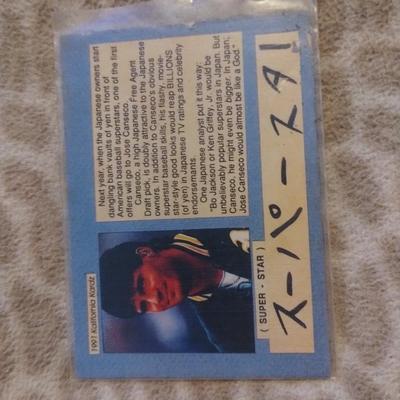 Next year, when the Japanese owners start
dangling bank vaults of yen in front of
American baseball superstars, one of the first
offers will go to Jose Canseco.
Canseco, a high Japanese Free Agent
Draft pick, is doubly attractive to the Japanese
owners. In addition to Canseco's obvious
superstar baseball skills, his flashy, movie-
star-style good looks would reap BILLIONS
(of yen) in Japanese TV ratings and celebrity
endorsements.
One Japanese analyst put it this way:
"Bo Jackson or Ken Griffey, Jr. would be
unbelievably popular superstars in Japan. But
Canseco, he might even be bigger. In Japan,
Jose Canseco would almost be like a God."
1991 Kalifornia Kardz
( SUPER - STAR )
スーパースター